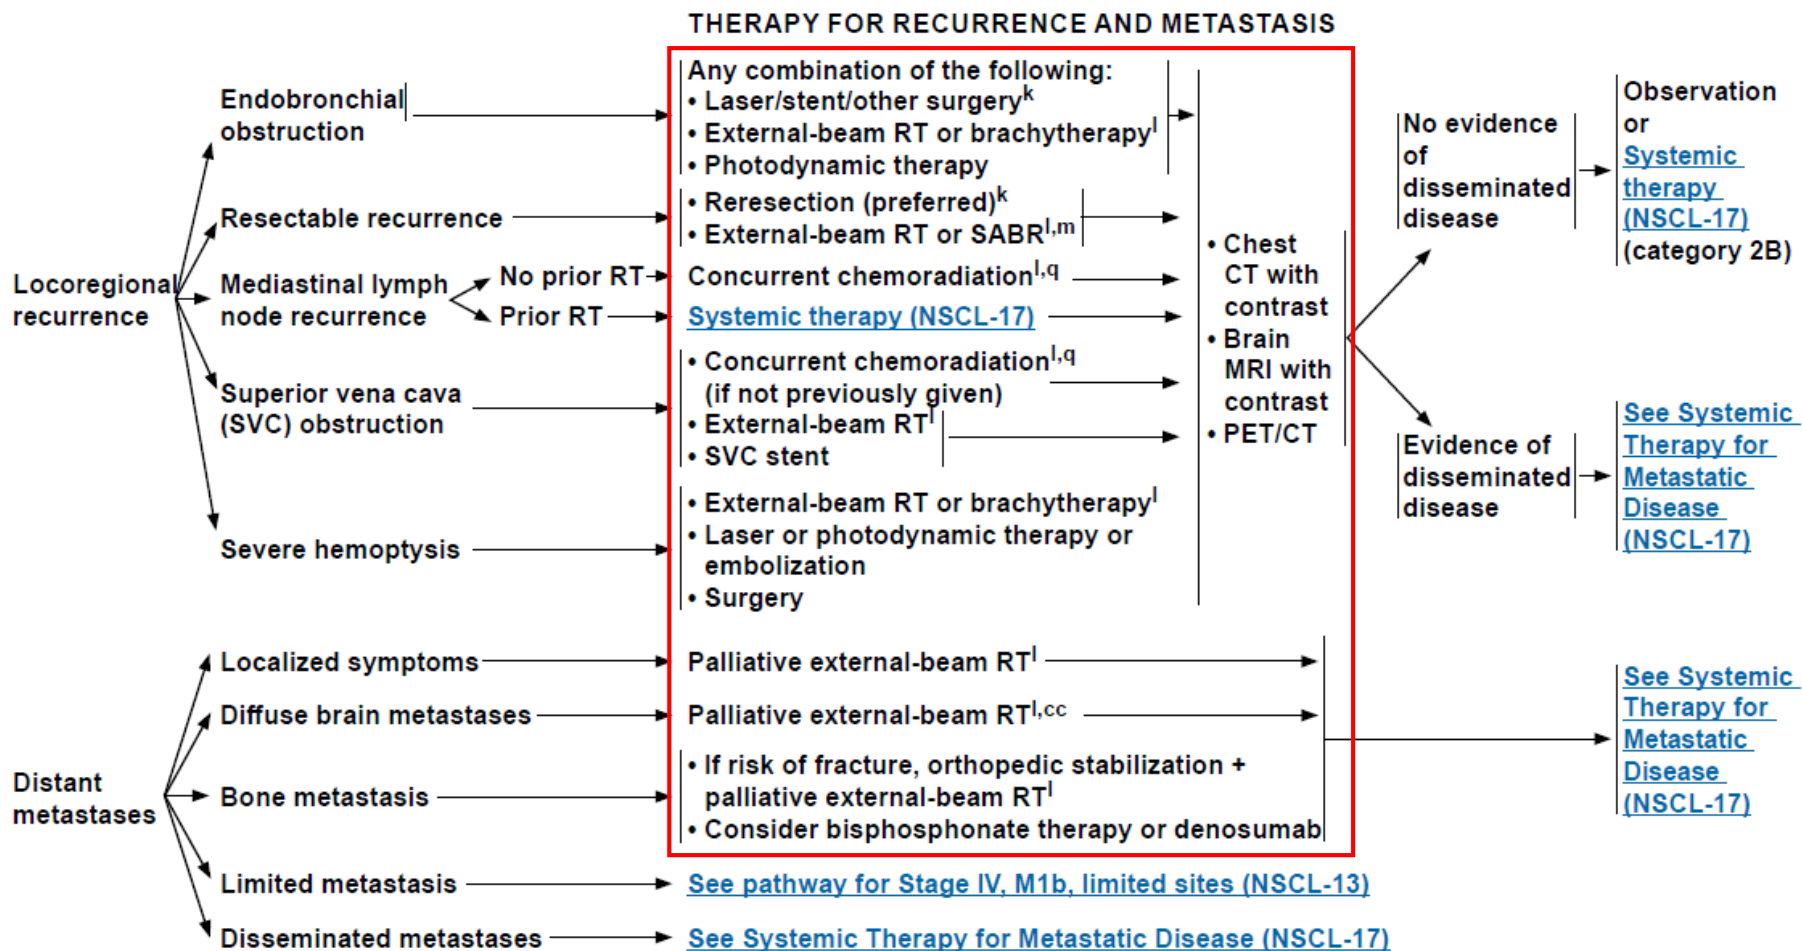 THERAPY FOR RECURRENCE AND METASTASIS
Locoregional
recurrence
Endobronchial
obstruction
Any combination of the following:
• Laser/stent/other surgeryᵏ
• External-beam RT or brachytherapyˡ
• Photodynamic therapy
Resectable recurrence
• Reresection (preferred)ᵏ
• External-beam RT or SABRˡ,ᵐ
Mediastinal lymph
node recurrence
No prior RT
Concurrent chemoradiationˡ,q
Prior RT
Systemic therapy (NSCL-17)
Superior vena cava
(SVC) obstruction
• Concurrent chemoradiationˡ,q
(if not previously given)
• External-beam RTˡ
• SVC stent
Severe hemoptysis
• External-beam RT or brachytherapyˡ
• Laser or photodynamic therapy or
embolization
• Surgery
• Chest
CT with
contrast
• Brain
MRI with
contrast
• PET/CT
No evidence
of
disseminated
disease
Observation
or
Systemic
therapy
(NSCL-17)
(category 2B)
Evidence of
disseminated
disease
See Systemic
Therapy for
Metastatic
Disease
(NSCL-17)
Distant
metastases
Localized symptoms
Palliative external-beam RTˡ
Diffuse brain metastases
Palliative external-beam RTˡ,ᶜᶜ
Bone metastasis
• If risk of fracture, orthopedic stabilization +
palliative external-beam RTˡ
• Consider bisphosphonate therapy or denosumab
See Systemic
Therapy for
Metastatic
Disease
(NSCL-17)
Limited metastasis
See pathway for Stage IV, M1b, limited sites (NSCL-13)
Disseminated metastases
See Systemic Therapy for Metastatic Disease (NSCL-17)